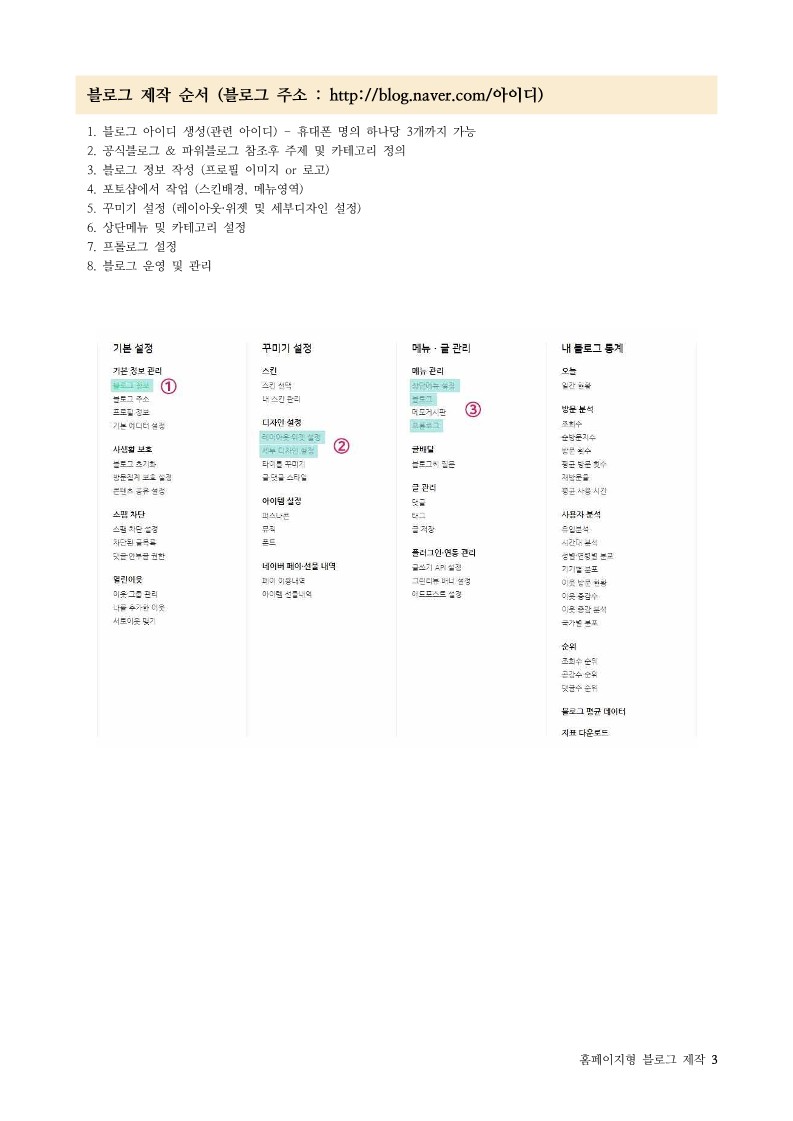 블로그 제작 순서 (블로그 주소 : http://blog.naver.com/아이디)
1. 블로그 아이디 생성(관련 아이디) - 휴대폰 명의 하나당 3개까지 가능
2. 공식블로그 & 파워블로그 참조후 주제 및 카테고리 정의
3. 블로그 정보 작성 (프로필 이미지 or 로고)
4. 포토샵에서 작업 (스킨배경, 메뉴영역)
5. 꾸미기 설정 (레이아웃·위젯 및 세부디자인 설정)
6. 상단메뉴 및 카테고리 설정
7. 프롤로그 설정
8. 블로그 운영 및 관리
기본 설정
기본 정보 관리
블로그 정보
①
블로그 주소
프로필 정보
기본 에디터 설정
사생활 보호
블로그 초기화
방문집계 보호 설정
콘텐츠 공유 설정
스팸 차단
스팸 차단 설정
차단된 글목록
댓글·안부글 권한
열린이웃
이웃·그룹 관리
나를 추가한 이웃
서로이웃 맺기
꾸미기 설정
스킨
스킨 선택
내 스킨 관리
디자인 설정
레이아웃·위젯 설정
세부 디자인 설정
②
타이틀 꾸미기
글·댓글 스타일
아이템 설정
퍼스나콘
뮤직
폰트
네이버 페이·선물 내역
페이 이용내역
아이템 선물내역
메뉴 · 글 관리
메뉴 관리
상단메뉴 설정
블로그
③
메모게시판
프롤로그
글배달
블로그씨 질문
글 관리
댓글
태그
글 저장
플러그인·연동 관리
글쓰기 API 설정
그린리뷰 배너 설정
애드포스트 설정
내 블로그 통계
오늘
일간 현황
방문 분석
조회수
순방문자수
방문 횟수
평균 방문 횟수
재방문율
평균 사용 시간
사용자 분석
유입분석
시간대 분석
성별·연령별 분포
기기별 분포
이웃 방문 현황
이웃 증감수
이웃 증감 분석
국가별 분포
순위
조회수 순위
공감수 순위
댓글수 순위
블로그 평균 데이터
지표 다운로드
홈페이지형 블로그 제작 3